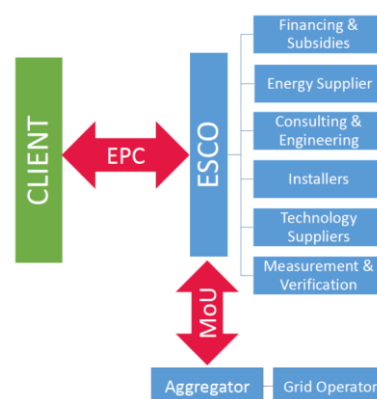 CLIENT
EPC
ESCO
Financing &
Subsidies
Energy Supplier
Consulting &
Engineering
Installers
Technology
Suppliers
Measurement &
Verification
MoU
Aggregator
Grid Operator